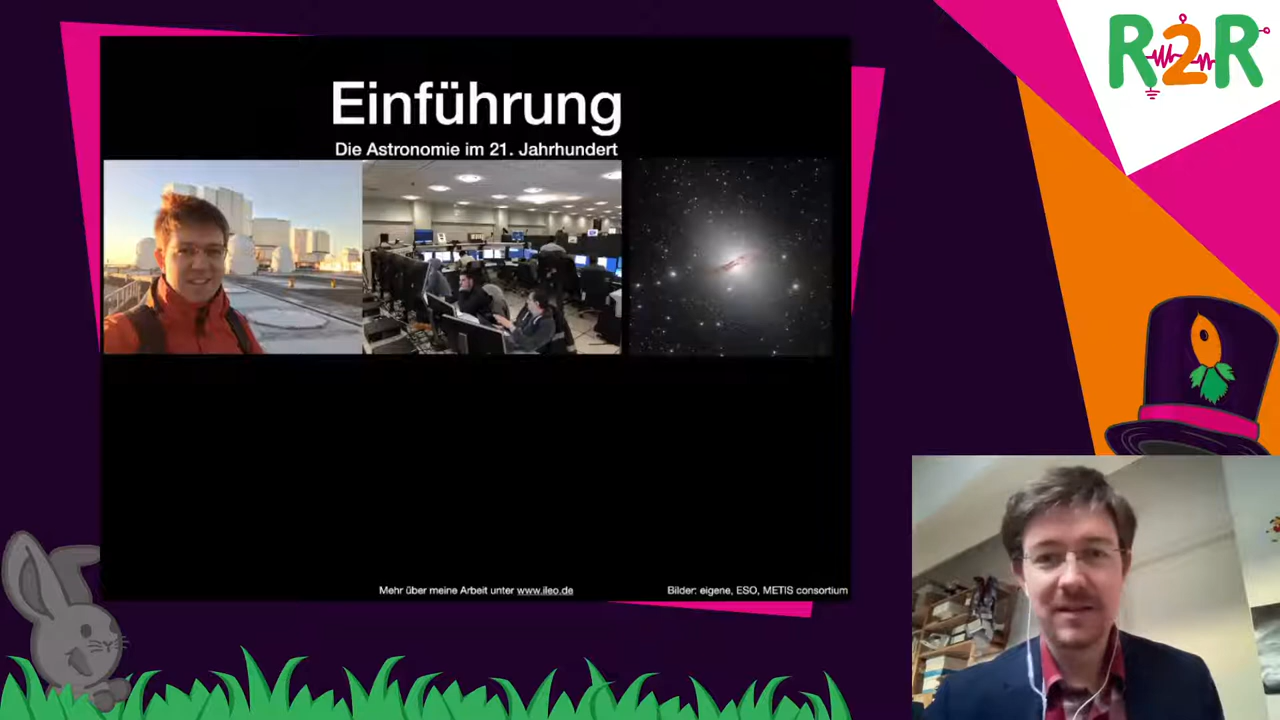 Einführung
Die Astronomie im 21. Jahrhundert
Mehr über meine Arbeit unter www.ileo.de
Bilder: eigene, ESO, METIS consortium
R2R